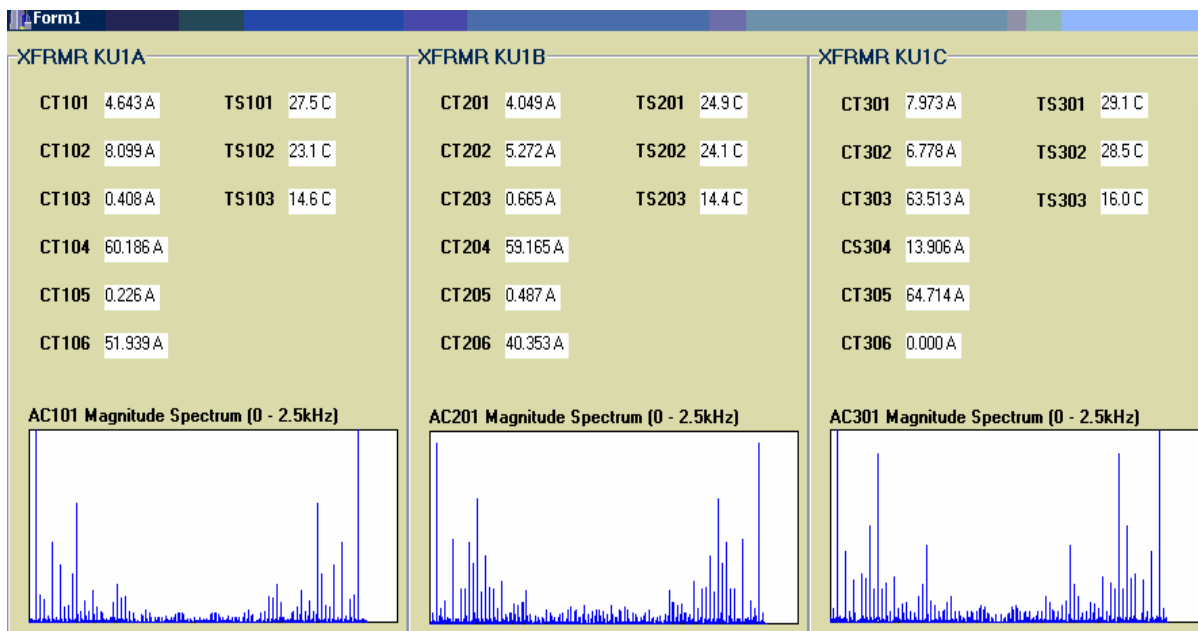 Form1
XFRMR KU1A
CT101 4.643 A TS101 27.5 C
CT102 8.099 A TS102 23.1 C
CT103 0.408 A TS103 14.6 C
CT104 60.186 A
CT105 0.226 A
CT106 51.939 A
AC101 Magnitude Spectrum (0 - 2.5kHz)
XFRMR KU1B
CT201 4.049 A TS201 24.9 C
CT202 5.272 A TS202 24.1 C
CT203 0.665 A TS203 14.4 C
CT204 59.165 A
CT205 0.487 A
CT206 40.353 A
AC201 Magnitude Spectrum (0 - 2.5kHz)
XFRMR KU1C
CT301 7.973 A TS301 29.1 C
CT302 6.778 A TS302 28.5 C
CT303 63.513 A TS303 16.0 C
CS304 13.906 A
CT305 64.714 A
CT306 0.000 A
AC301 Magnitude Spectrum (0 - 2.5kHz)